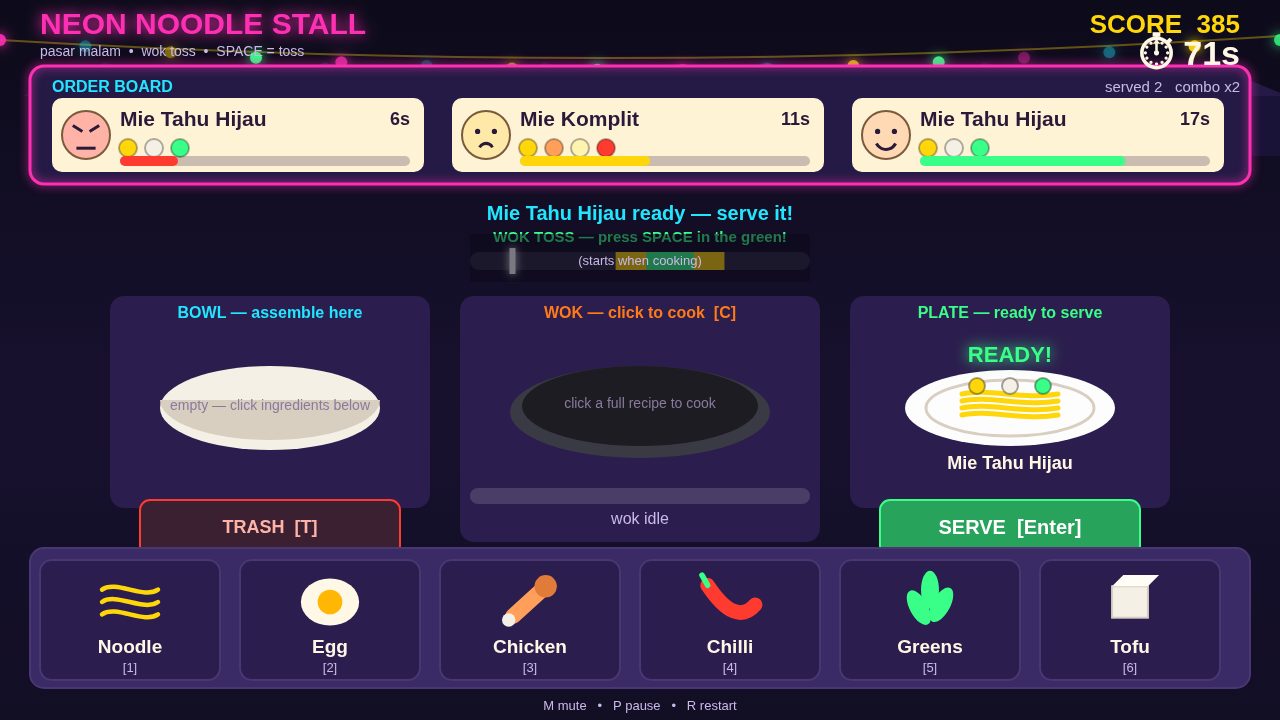 NEON NOODLE STALL
SCORE 385
pasar malam • wok toss • SPACE = toss
71s
ORDER BOARD
served 2 combo x2
Mie Tahu Hijau
6s
Mie Komplit
11s
Mie Tahu Hijau
17s
Mie Tahu Hijau ready — serve it!
WOK TOSS — press SPACE in the green!
(starts when cooking)
BOWL — assemble here
WOK — click to cook [C]
PLATE — ready to serve
READY!
empty — click ingredients below
click a full recipe to cook
Mie Tahu Hijau
wok idle
TRASH [T]
SERVE [Enter]
Noodle
[1]
Egg
[2]
Chicken
[3]
Chilli
[4]
Greens
[5]
Tofu
[6]
M mute • P pause • R restart